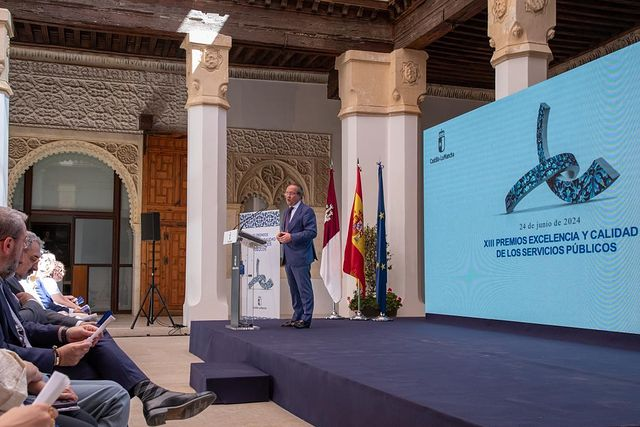 Castilla-La Mancha
24 de junio de 2024
XIII PREMIOS EXCELENCIA Y CALIDAD
DE LOS SERVICIOS PÚBLICOS